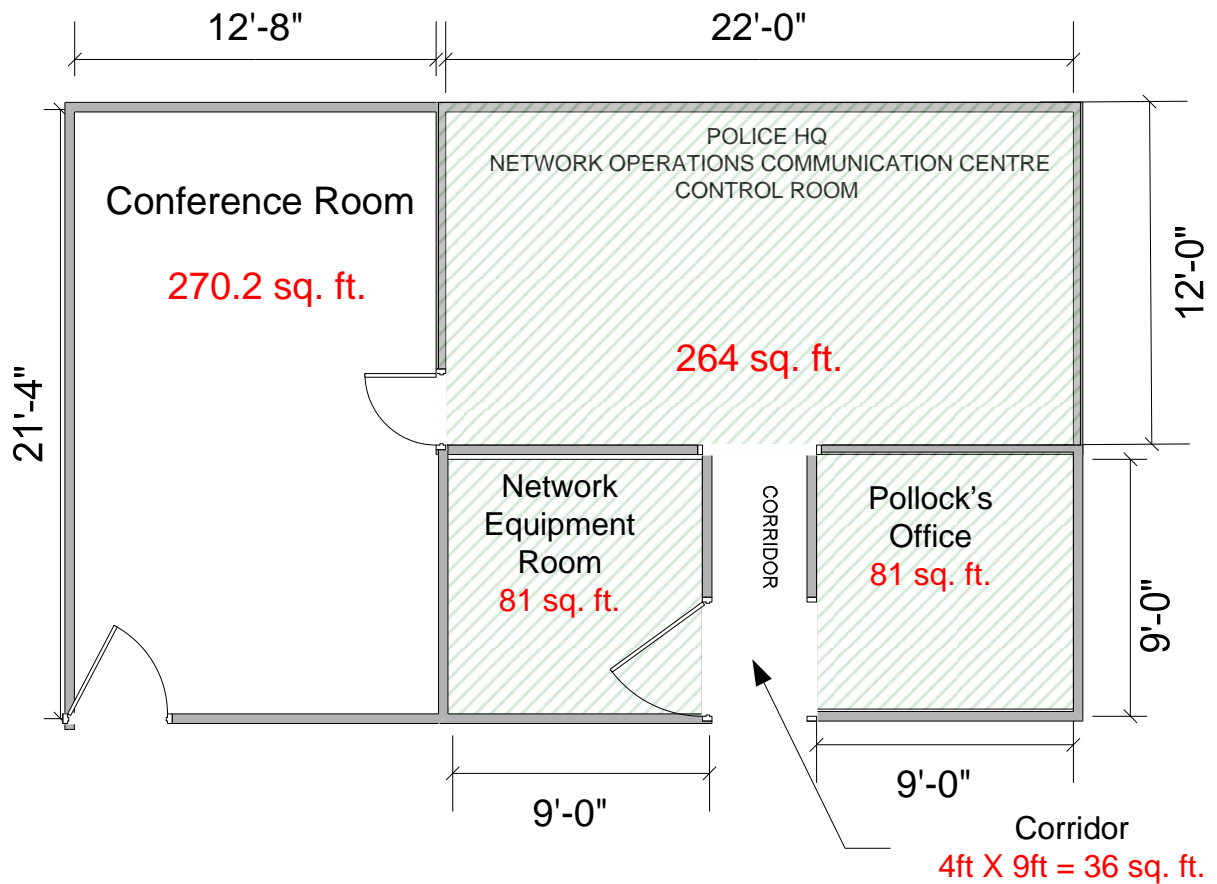 12'-8"
22'-0"
POLICE HQ
NETWORK OPERATIONS COMMUNICATION CENTRE
CONTROL ROOM
Conference Room
270.2 sq. ft.
264 sq. ft.
12'-0"
21'-4"
Network
Equipment
Room
81 sq. ft.
CORRIDOR
Pollock’s
Office
81 sq. ft.
9'-0"
9'-0"
9'-0"
Corridor
4ft X 9ft = 36 sq. ft.